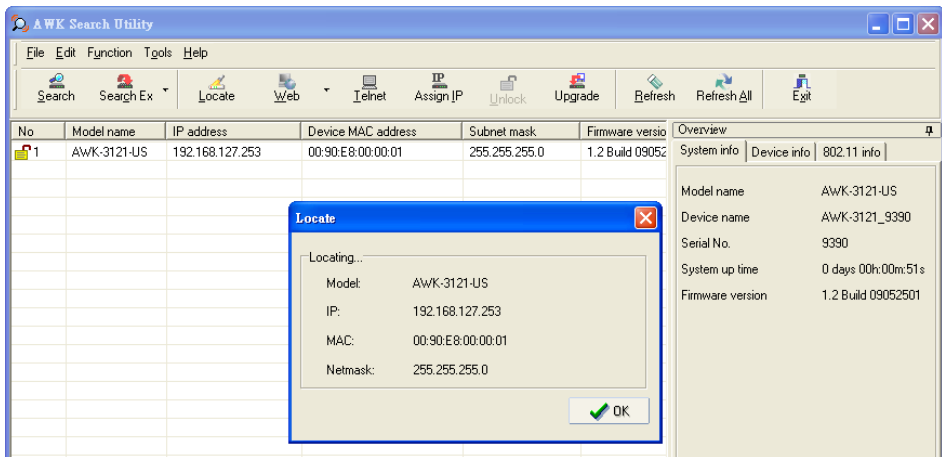 AWK Search Utility
File Edit Function Tools Help
Search Search Ex Locate Web Telnet IP Assign IP Unlock Upgrade Refresh Refresh All Exit
No Model name IP address Device MAC address Subnet mask Firmware versio
1 AWK-3121-US 192.168.127.253 00:90:E8:00:00:01 255.255.255.0 1.2 Build 09052
Locate
Locating...
Model: AWK-3121-US
IP: 192.168.127.253
MAC: 00:90:E8:00:00:01
Netmask: 255.255.255.0
OK
Overview
System info Device info 802.11 info
Model name AWK-3121-US
Device name AWK-3121_9390
Serial No. 9390
System up time 0 days 00h:00m:51s
Firmware version 1.2 Build 09052501